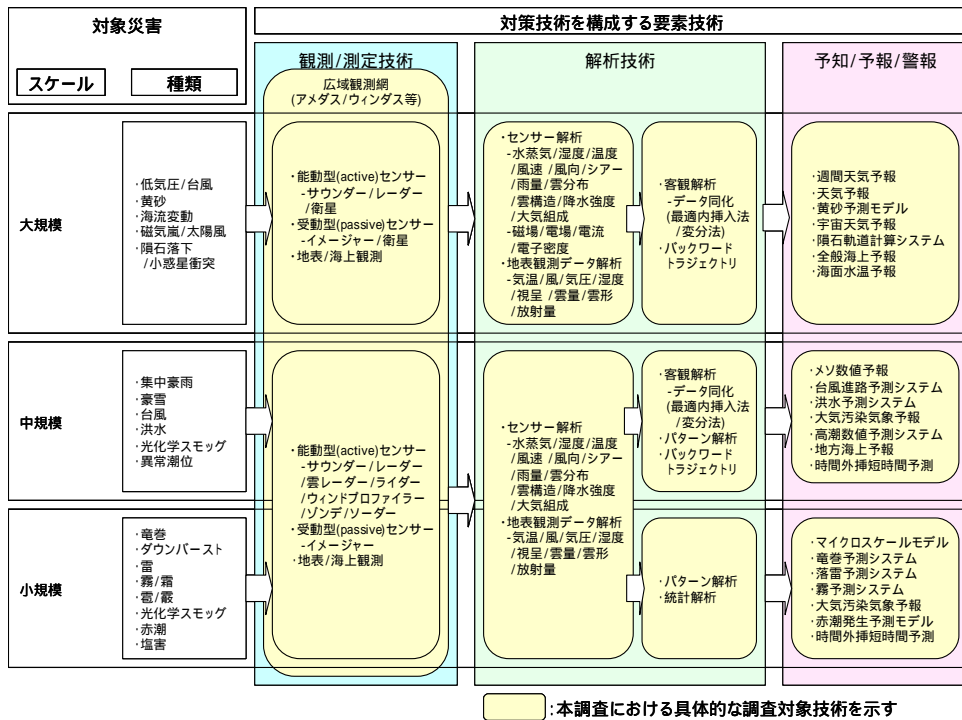 対象災害
スケール
種類
対策技術を構成する要素技術
観測/測定技術
解析技術
予知/予報/警報
広域観測網
(アメダス/ウィンダス等)
大規模
・低気圧/台風
・黄砂
・海流変動
・磁気嵐/太陽風
・隕石落下
/小惑星衝突
・能動型(active)センサー
-サウンダー/レーダー
/衛星
・受動型(passive)センサー
-イメージャー/衛星
・地表/海上観測
・センサー解析
-水蒸気/湿度/温度
/風速/風向/シアー
/雨量/雲分布
/雲構造/降水強度
/大気組成
-磁場/電場/電流
/電子密度
・地表観測データ解析
-気温/風/気圧/湿度
/視呈/雲量/雲形
/放射量
・客観解析
-データ同化
(最適内挿入法
/変分法)
・バックワード
トラジェクトリ
・週間天気予報
・天気予報
・黄砂予測モデル
・宇宙天気予報
・隕石軌道計算システム
・全般海上予報
・海面水温予報
中規模
・集中豪雨
・豪雪
・台風
・洪水
・光化学スモッグ
・異常潮位
・能動型(active)センサー
-サウンダー/レーダー
/雲レーダー/ライダー
/ウィンドプロファイラー
/ゾンデ/ソーダー
・受動型(passive)センサー
-イメージャー
・地表/海上観測
・センサー解析
-水蒸気/湿度/温度
/風速/風向/シアー
/雨量/雲分布
/雲構造/降水強度
/大気組成
・地表観測データ解析
-気温/風/気圧/湿度
/視呈/雲量/雲形
/放射量
・客観解析
-データ同化
(最適内挿入法
/変分法)
・パターン解析
・バックワード
トラジェクトリ
・メソ数値予報
・台風進路予測システム
・洪水予測システム
・大気汚染気象予報
・高潮数値予測システム
・地方海上予報
・時間外挿短時間予測
小規模
・竜巻
・ダウンバースト
・雷
・霧/霜
・雹/霰
・光化学スモッグ
・赤潮
・塩害
・パターン解析
・統計解析
・マイクロスケールモデル
・竜巻予測システム
・落雷予測システム
・霧予測システム
・大気汚染気象予報
・赤潮発生予測モデル
・時間外挿短時間予測
:本調査における具体的な調査対象技術を示す